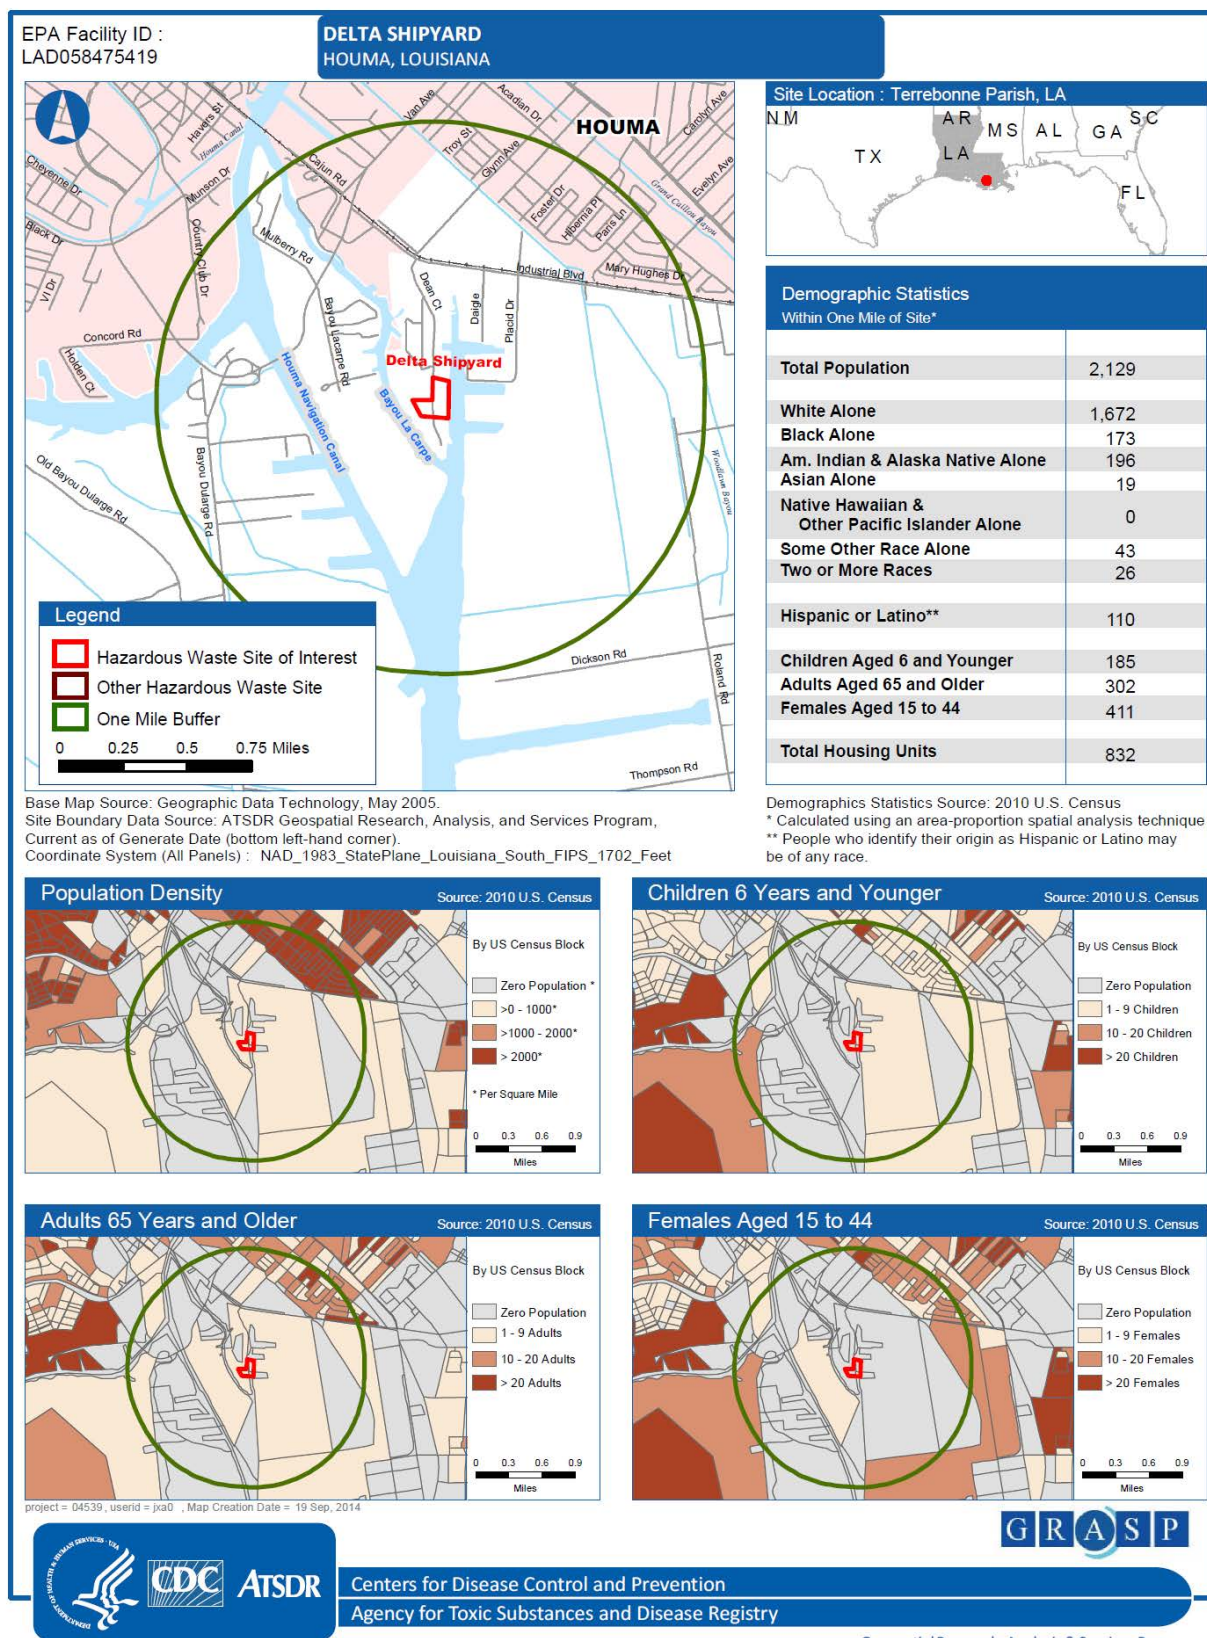 EPA Facility ID :
LAD058475419
DELTA SHIPYARD
HOUMA, LOUISIANA
Havers St
Houma Canal
Cheyenne Dr
Munson Dr
Black Dr
VI Dr
Country Club Dr
Concord Rd
Holden Ct
Cajun Rd
Mulberry Rd
Van Ave
Troy St
Glynn Ave
Acadian Dr
HOUMA
Carolyn Ave
Evelyn Ave
Grand Caillou Bayou
Foster Dr
Hibernia Pl
Paris Ln
Industrial Blvd
Mary Hughes Dr
Dean Ct
Daigle
Placid Dr
Bayou Lacarpe Rd
Delta Shipyard
Houma Navigation Canal
Bayou La Carpe
Bayou Dularge Rd
Old Bayou Dularge Rd
Woodlawn Bayou
Dickson Rd
Roland Rd
Thompson Rd
Legend
Hazardous Waste Site of Interest
Other Hazardous Waste Site
One Mile Buffer
0 0.25 0.5 0.75 Miles
Base Map Source: Geographic Data Technology, May 2005.
Site Boundary Data Source: ATSDR Geospatial Research, Analysis, and Services Program,
Current as of Generate Date (bottom left-hand corner).
Coordinate System (All Panels) : NAD_1983_StatePlane_Louisiana_South_FIPS_1702_Feet
Site Location : Terrebonne Parish, LA
NM
TX
AR
LA
MS
AL
GA
SC
FL
Demographic Statistics
Within One Mile of Site*
Total Population 2,129
White Alone 1,672
Black Alone 173
Am. Indian & Alaska Native Alone 196
Asian Alone 19
Native Hawaiian &
Other Pacific Islander Alone 0
Some Other Race Alone 43
Two or More Races 26
Hispanic or Latino** 110
Children Aged 6 and Younger 185
Adults Aged 65 and Older 302
Females Aged 15 to 44 411
Total Housing Units 832
Demographics Statistics Source: 2010 U.S. Census
* Calculated using an area-proportion spatial analysis technique
** People who identify their origin as Hispanic or Latino may
be of any race.
Population Density Source: 2010 U.S. Census
By US Census Block
Zero Population *
>0 - 1000*
>1000 - 2000*
> 2000*
* Per Square Mile
0 0.3 0.6 0.9
Miles
Children 6 Years and Younger Source: 2010 U.S. Census
By US Census Block
Zero Population
1 - 9 Children
10 - 20 Children
> 20 Children
0 0.3 0.6 0.9
Miles
Adults 65 Years and Older Source: 2010 U.S. Census
By US Census Block
Zero Population
1 - 9 Adults
10 - 20 Adults
> 20 Adults
0 0.3 0.6 0.9
Miles
Females Aged 15 to 44 Source: 2010 U.S. Census
By US Census Block
Zero Population
1 - 9 Females
10 - 20 Females
> 20 Females
0 0.3 0.6 0.9
Miles
project = 04539, userid = jxa0 , Map Creation Date = 19 Sep, 2014
GRASP
DEPARTMENT OF HEALTH & HUMAN SERVICES · USA
CDC
ATSDR
Centers for Disease Control and Prevention
Agency for Toxic Substances and Disease Registry